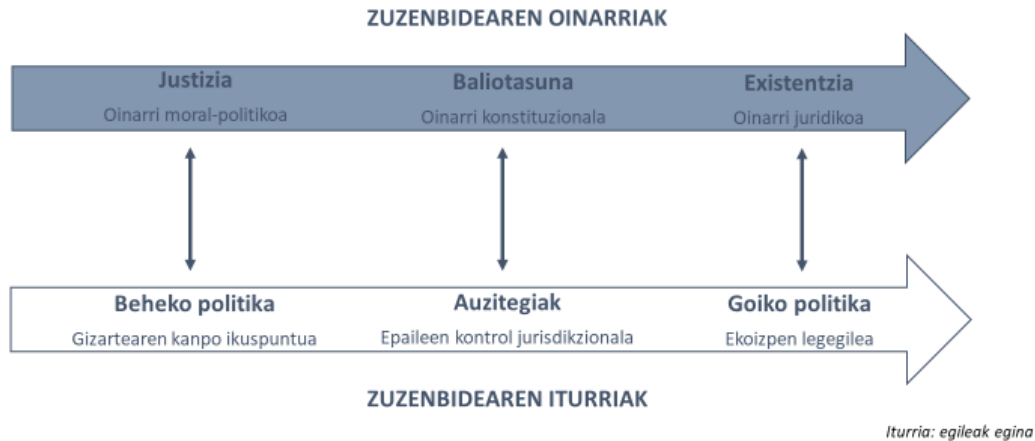 ZUZENBIDEAREN OINARRIAK
Justizia Baliotasuna Existentzia
Oinarri moral-politikoa Oinarri konstituzionala Oinarri juridikoa
Beheko politika Auzitegiak Goiko politika
Gizartearen kanpo ikuspuntua Epaileen kontrol jurisdikzionala Ekoizpen legegilea
ZUZENBIDEAREN ITURRIAK
Iturria: egileak egina